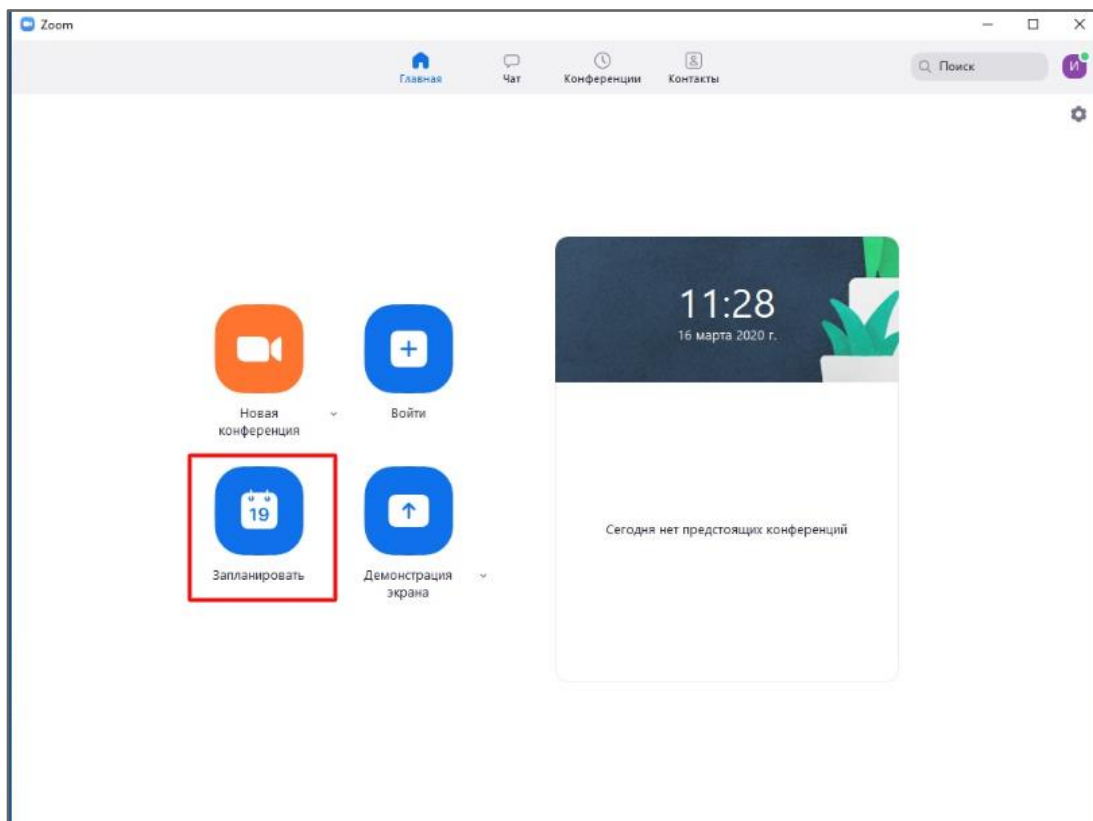 Zoom
Главная
Чат
Конференции
Контакты
Поиск
И
11:28
16 марта 2020 г.
Новая
конференция
Войти
19
Запланировать
Демонстрация
экрана
Сегодня нет предстоящих конференций